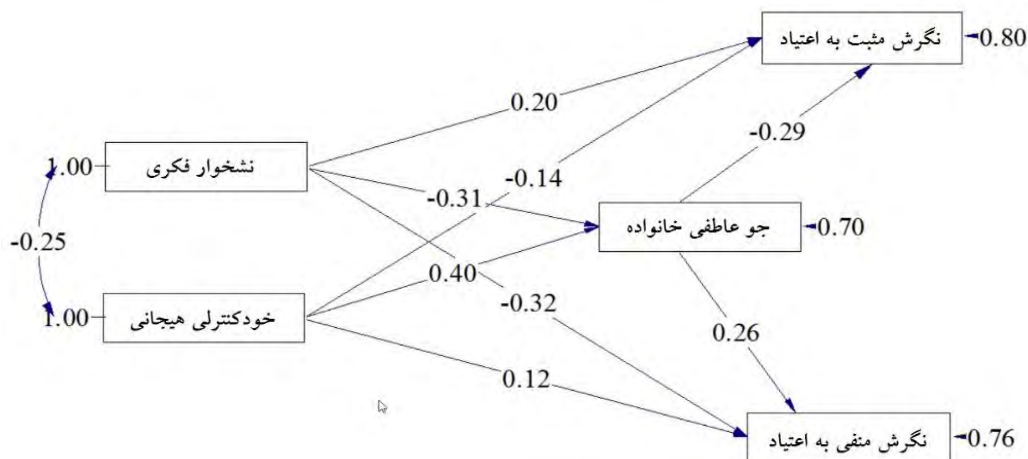 نگرش مثبت به اعتیاد
0.80
0.20
-0.29
نشخوار فکری
1.00
-0.14
-0.31
جو عاطفی خانواده
0.70
-0.25
0.40
-0.32
خودکنترلی هیجانی
1.00
0.26
0.12
نگرش منفی به اعتیاد
0.76